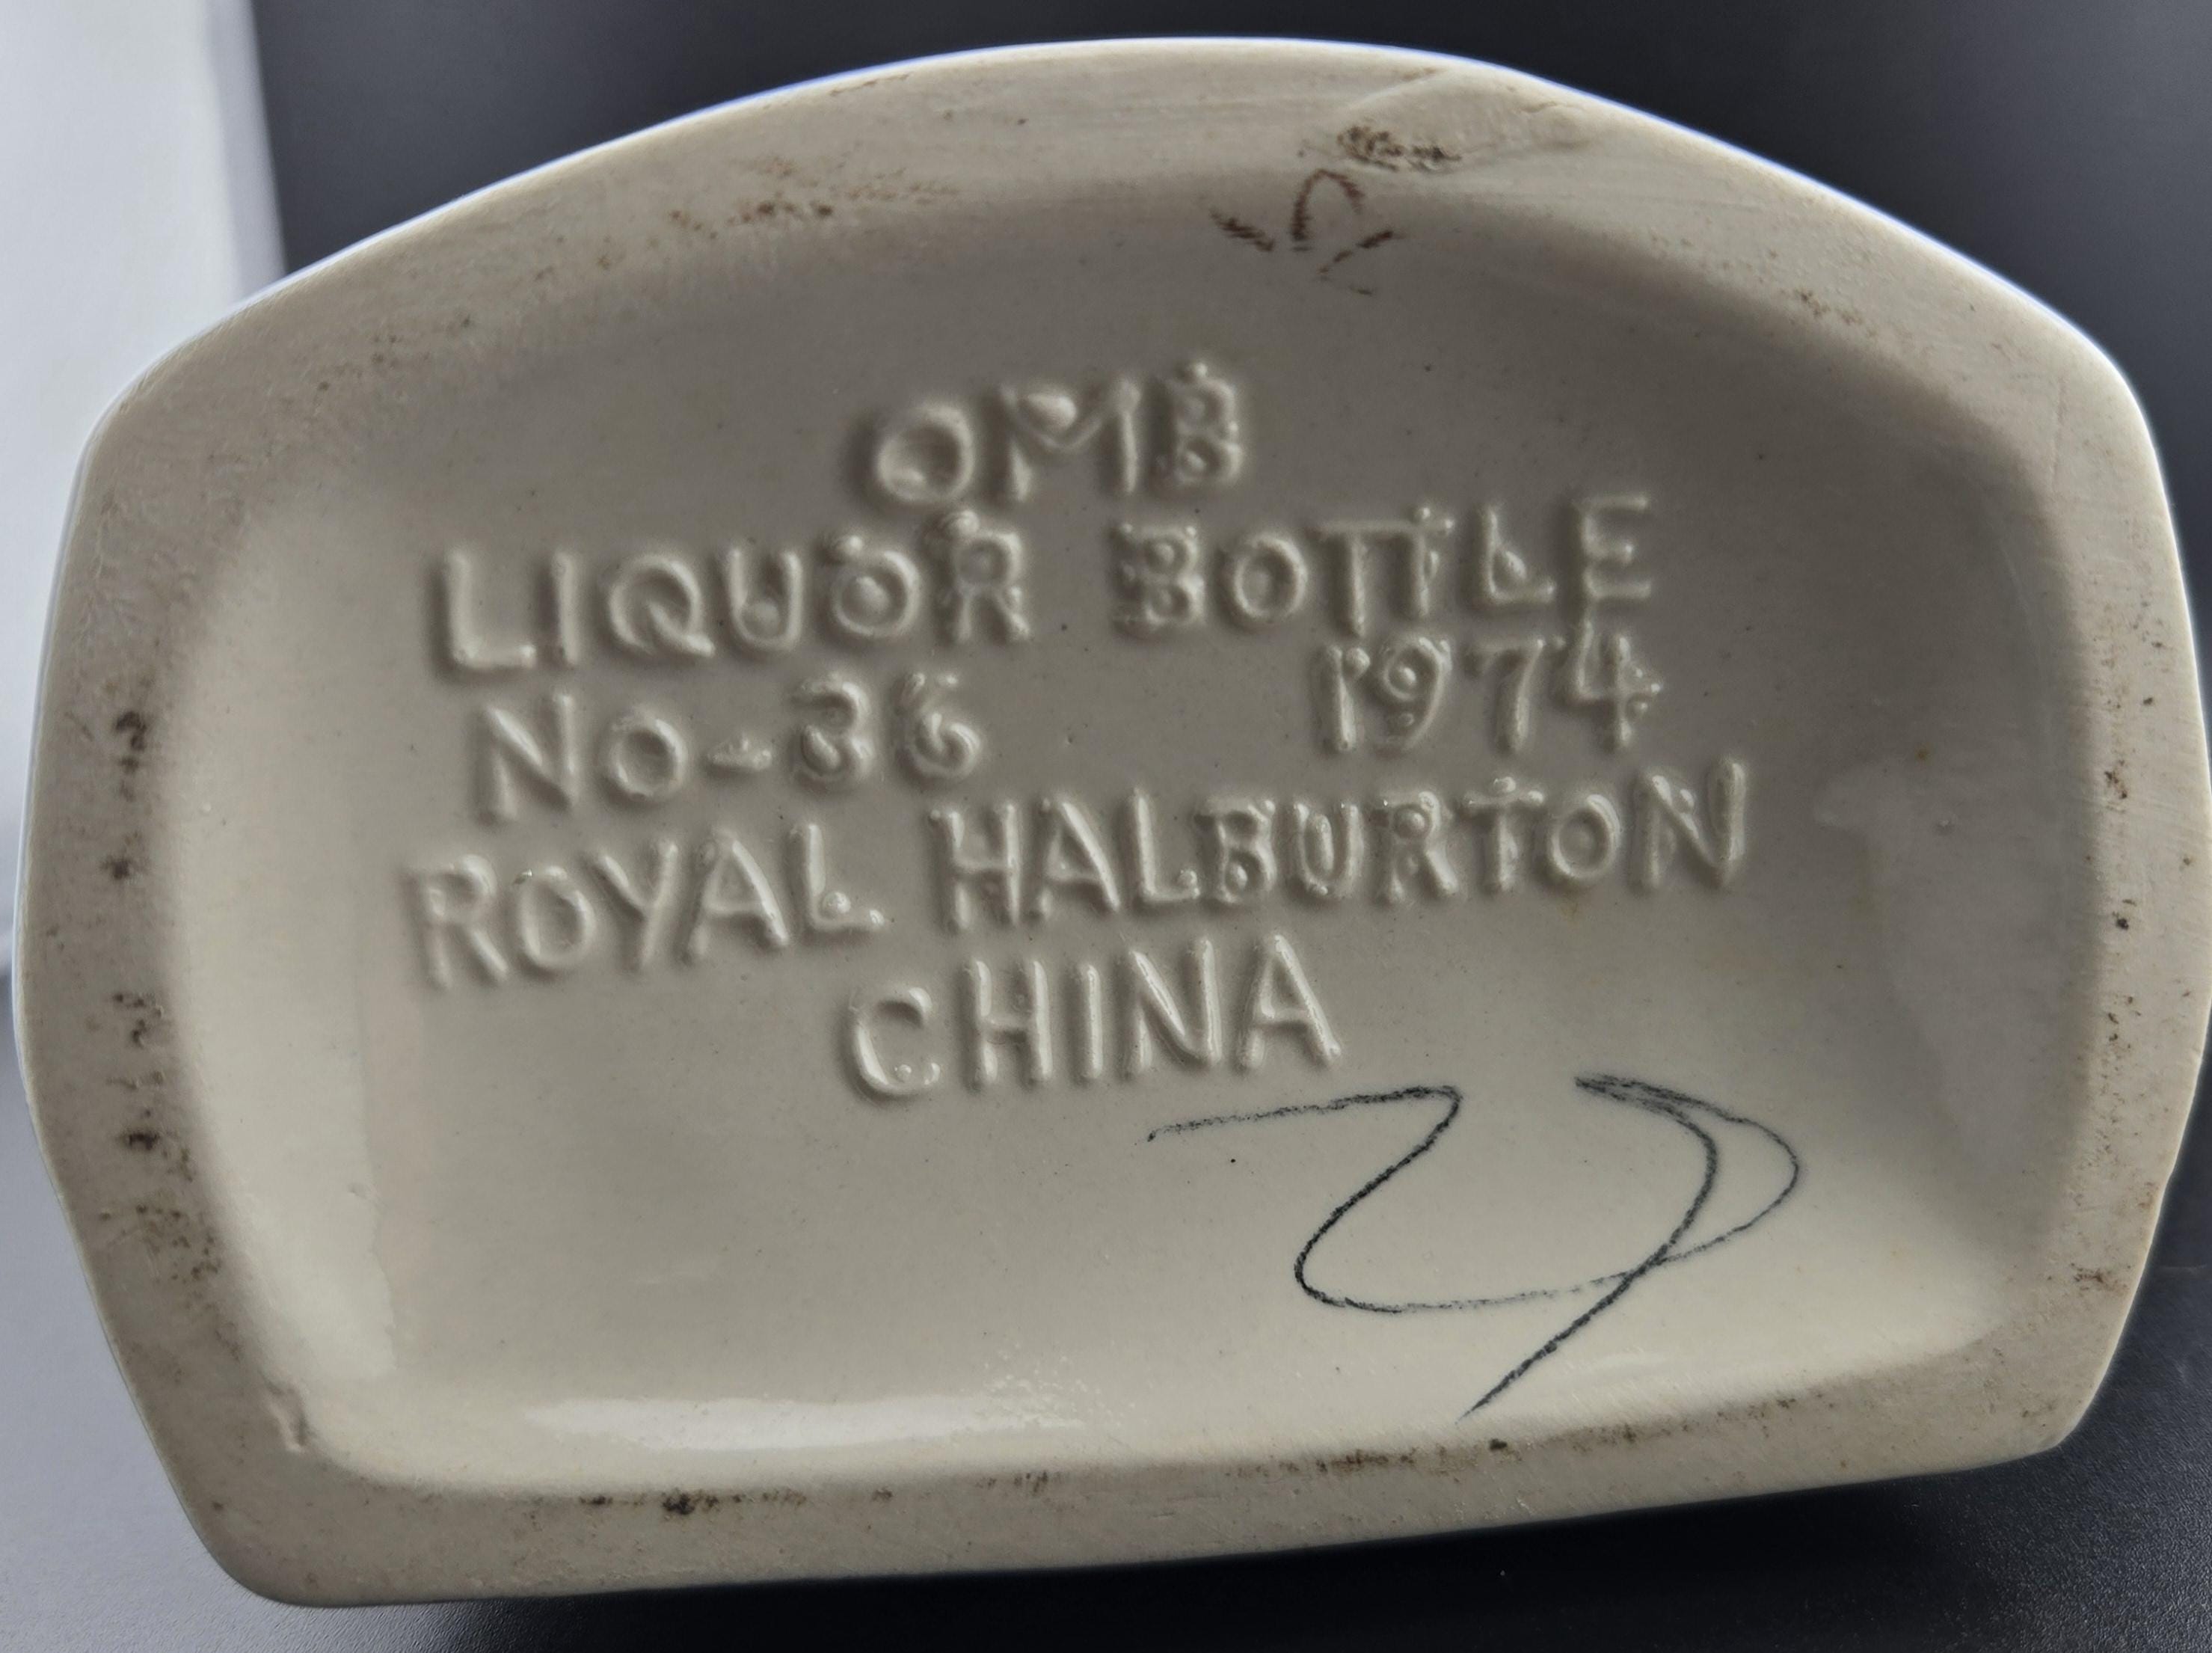 OMB
LIQUOR BOTTLE
NO-36 1974
ROYAL HALBURTON
CHINA